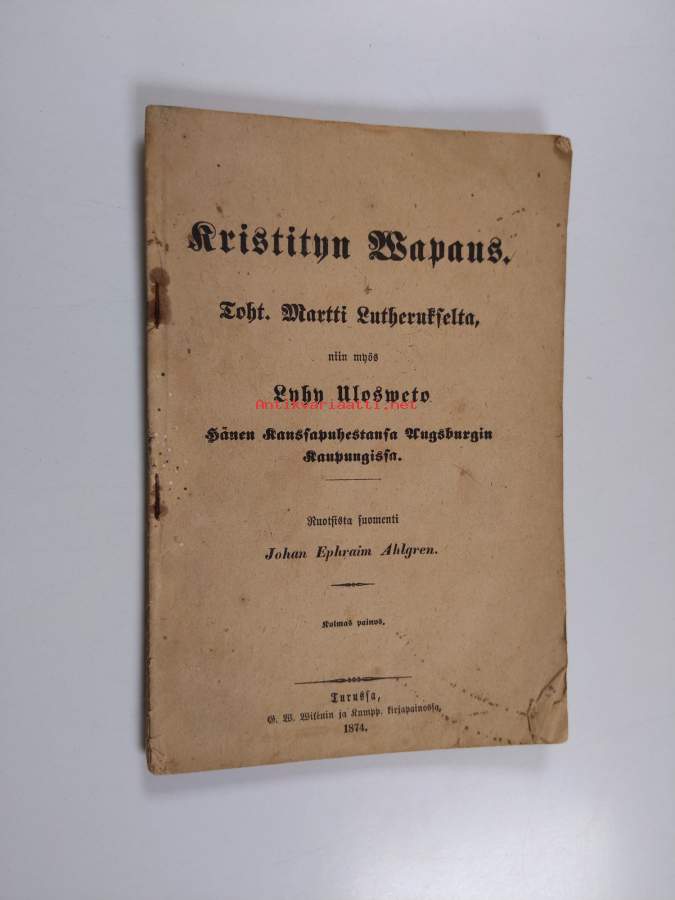 Kristityn Wapaus.
Toht. Martti Lutherukselta,
niin myös
Lyhy Ulosweto
Antikvariaatti.net
Hänen Kanssapuhestansa Augsburgin
Kaupungissa.
Ruotsista suomenti
Johan Ephraim Ahlgren.
Kolmas painos.
Turussa,
G. W. Wilénin ja Kumpp. kirjapainossa,
1874.